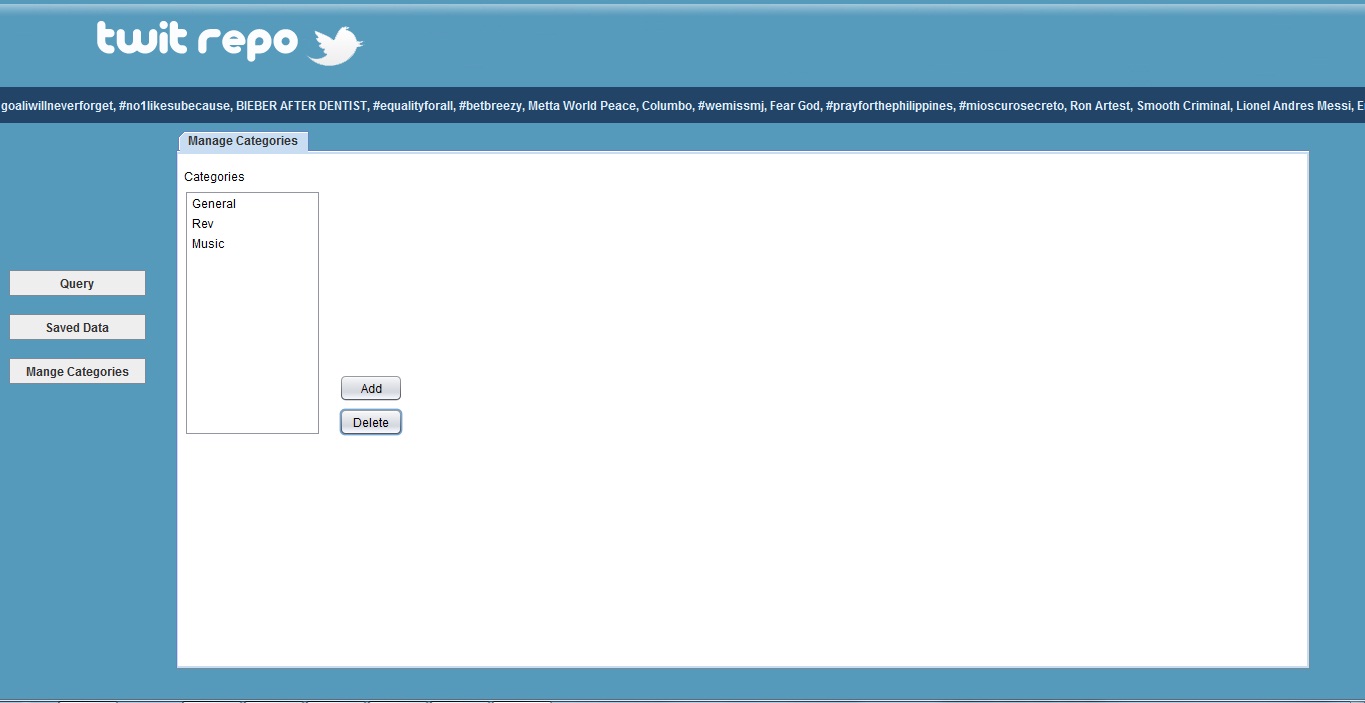 twit repo
goaliwillneverforget, #no1likesubecause, BIEBER AFTER DENTIST, #equalityforall, #betbreezy, Metta World Peace, Columbo, #wemissmj, Fear God, #prayforthephilippines, #mioscurosecreto, Ron Artest, Smooth Criminal, Lionel Andres Messi, E
Manage Categories
Categories
General
Rev
Music
Query
Saved Data
Mange Categories
Add
Delete